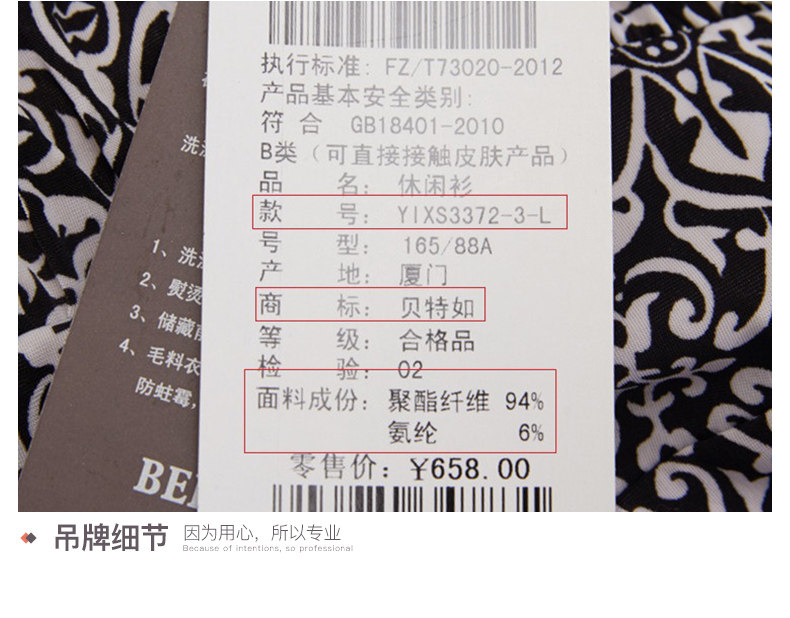 执行标准: FZ/T73020-2012
产品基本安全类别:
符 合 GB18401-2010
B类（可直接接触皮肤产品）
品 名: 休闲衫
款 号: YIXS3372-3-L
号 型: 165/88A
产 地: 厦门
商 标: 贝特如
等 级: 合格品
检 验: 02
面料成份: 聚酯纤维 94%
氨纶 6%
零售价: ¥658.00
洗
1、洗
2、熨烫
3、储藏
4、毛料衣
防蛀霉,
BE
吊牌细节
因为用心，所以专业
Because of intentions, so professional